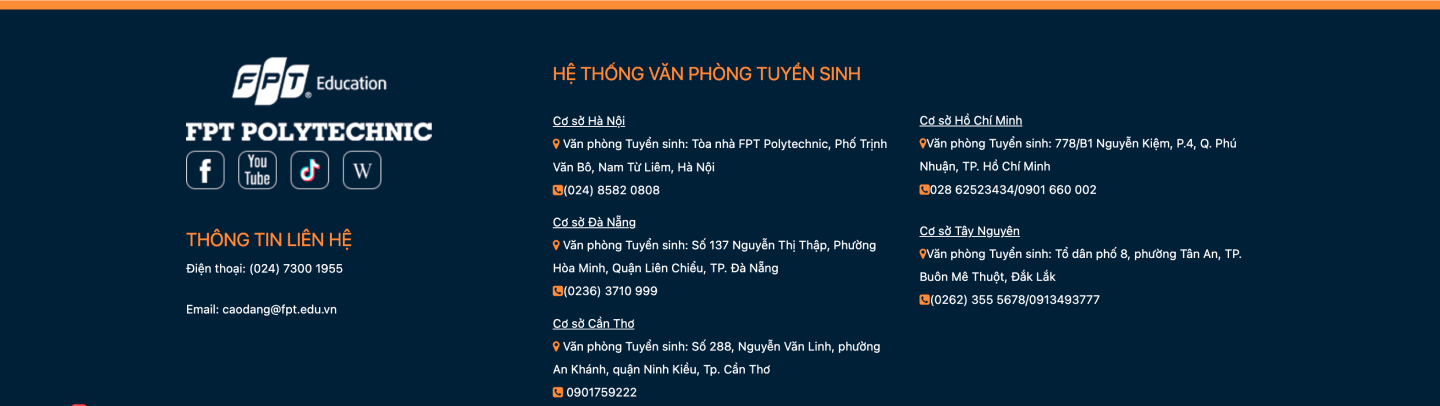 FPT® Education
FPT POLYTECHNIC
f
You
Tube
W
THÔNG TIN LIÊN HỆ
Điện thoại: (024) 7300 1955
Email: caodang@fpt.edu.vn
HỆ THỐNG VĂN PHÒNG TUYỂN SINH
Cơ sở Hà Nội
Văn phòng Tuyển sinh: Tòa nhà FPT Polytechnic, Phố Trịnh
Văn Bô, Nam Từ Liêm, Hà Nội
(024) 8582 0808
Cơ sở Đà Nẵng
Văn phòng Tuyển sinh: Số 137 Nguyễn Thị Thập, Phường
Hòa Minh, Quận Liên Chiểu, TP. Đà Nẵng
(0236) 3710 999
Cơ sở Cần Thơ
Văn phòng Tuyển sinh: Số 288, Nguyễn Văn Linh, phường
An Khánh, quận Ninh Kiều, Tp. Cần Thơ
0901759222
Cơ sở Hồ Chí Minh
Văn phòng Tuyển sinh: 778/B1 Nguyễn Kiệm, P.4, Q. Phú
Nhuận, TP. Hồ Chí Minh
028 62523434/0901 660 002
Cơ sở Tây Nguyên
Văn phòng Tuyển sinh: Tổ dân phố 8, phường Tân An, TP.
Buôn Mê Thuột, Đắk Lắk
(0262) 355 5678/0913493777